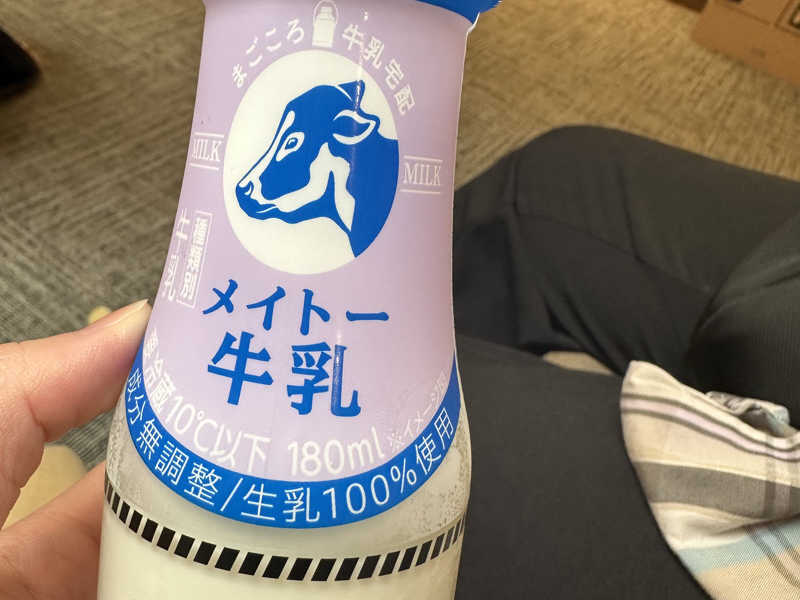 まごころ 牛乳宅配
MILK
MILK
種類別
牛乳
メイトー
牛乳
要冷蔵10℃以下 180ml ※イメージ図
成分無調整/生乳100%使用